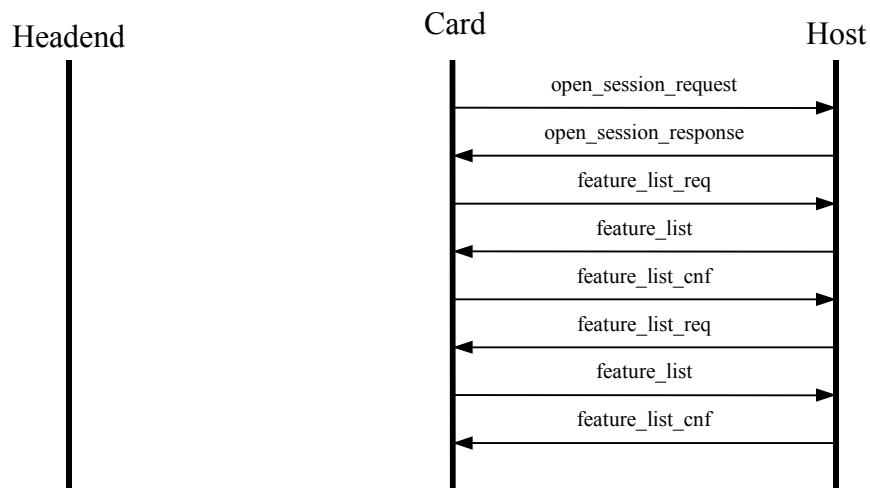 Headend
Card
Host
open_session_request
open_session_response
feature_list_req
feature_list
feature_list_cnf
feature_list_req
feature_list
feature_list_cnf